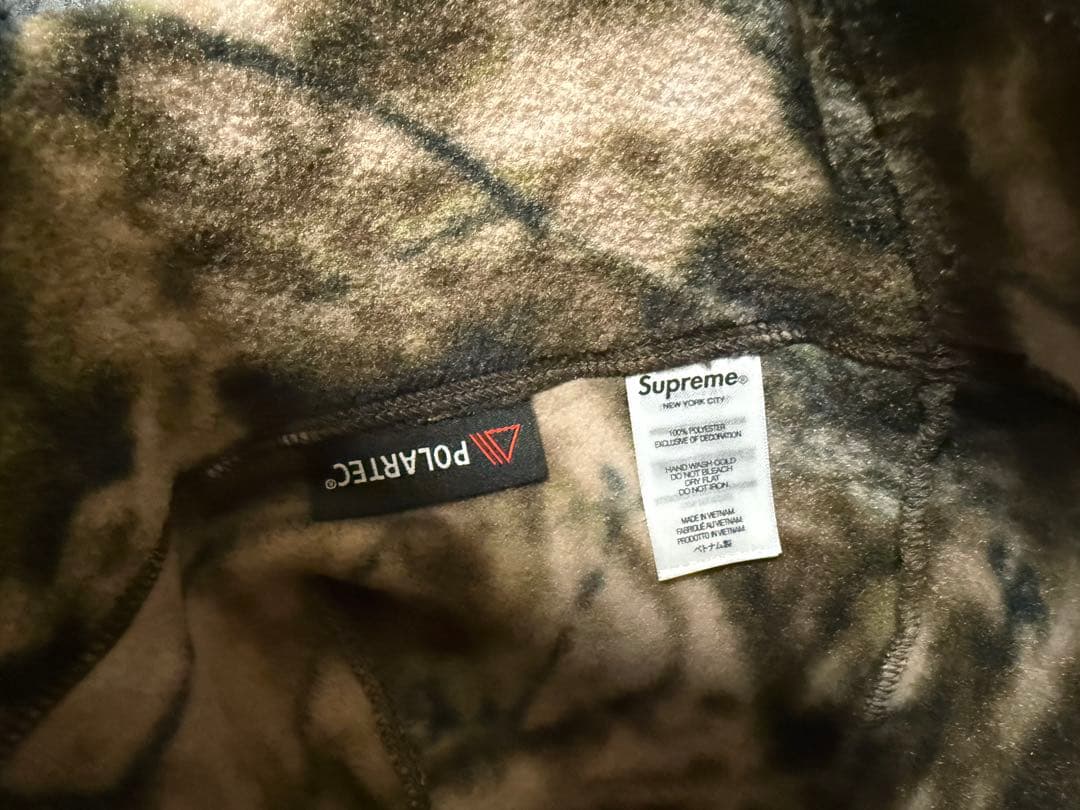 POLARTEC®
Supreme®
NEW YORK CITY
100% POLYESTER
EXCLUSIVE OF DECORATION
HAND WASH COLD
DO NOT BLEACH
DRY FLAT
DO NOT IRON
MADE IN VIETNAM
FABRIQUÉ AU VIETNAM
PRODOTTO IN VIETNAM
ベトナム製